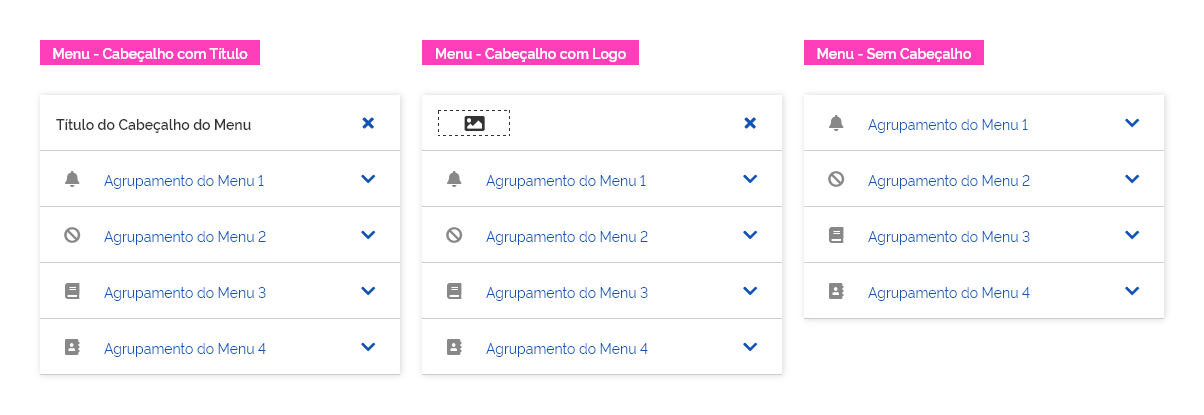 Menu - Cabeçalho com Título
Título do Cabeçalho do Menu
Agrupamento do Menu 1
Agrupamento do Menu 2
Agrupamento do Menu 3
Agrupamento do Menu 4
Menu - Cabeçalho com Logo
Agrupamento do Menu 1
Agrupamento do Menu 2
Agrupamento do Menu 3
Agrupamento do Menu 4
Menu - Sem Cabeçalho
Agrupamento do Menu 1
Agrupamento do Menu 2
Agrupamento do Menu 3
Agrupamento do Menu 4